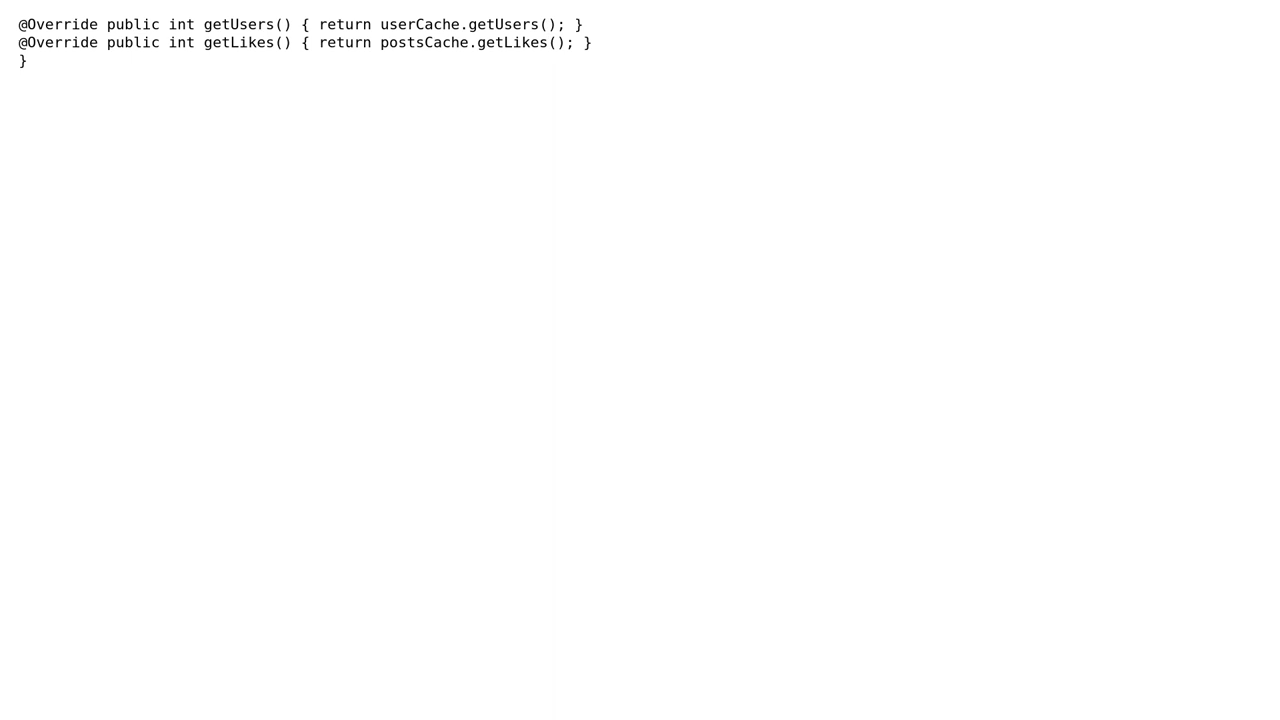 @Override public int getUsers() { return userCache.getUsers(); }
@Override public int getLikes() { return postsCache.getLikes(); }
}